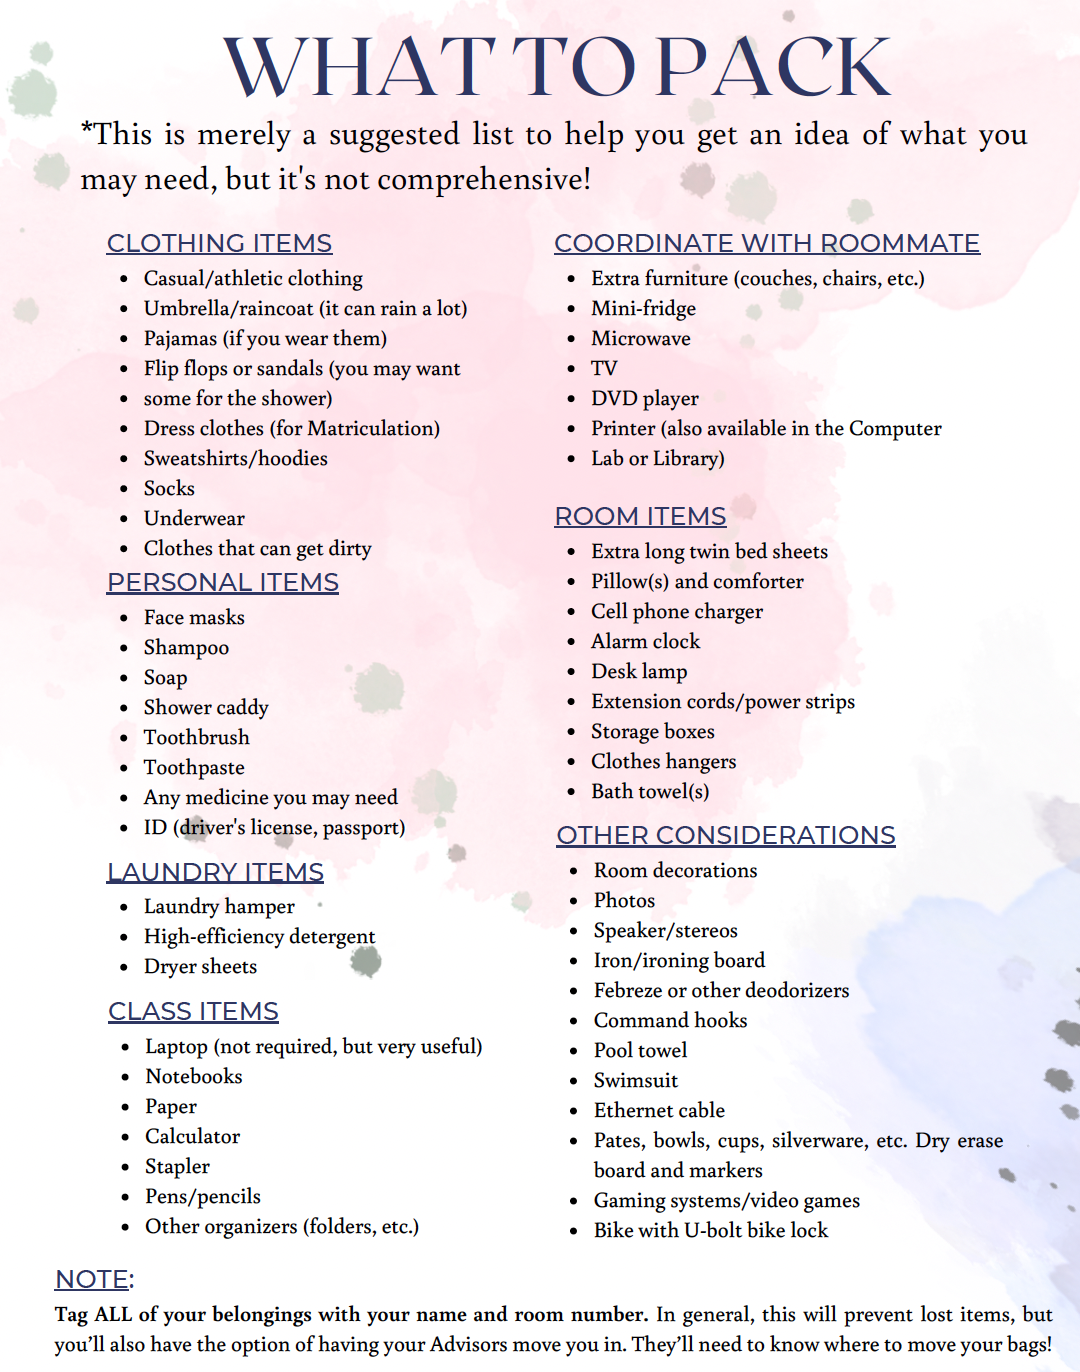 WHAT TO PACK
*This is merely a suggested list to help you get an idea of what you
may need, but it's not comprehensive!
CLOTHING ITEMS
• Casual/athletic clothing
• Umbrella/raincoat (it can rain a lot)
• Pajamas (if you wear them)
• Flip flops or sandals (you may want
• some for the shower)
• Dress clothes (for Matriculation)
• Sweatshirts/hoodies
• Socks
• Underwear
• Clothes that can get dirty
PERSONAL ITEMS
• Face masks
• Shampoo
• Soap
• Shower caddy
• Toothbrush
• Toothpaste
• Any medicine you may need
• ID (driver's license, passport)
LAUNDRY ITEMS
• Laundry hamper
• High-efficiency detergent
• Dryer sheets
CLASS ITEMS
• Laptop (not required, but very useful)
• Notebooks
• Paper
• Calculator
• Stapler
• Pens/pencils
• Other organizers (folders, etc.)
COORDINATE WITH ROOMMATE
• Extra furniture (couches, chairs, etc.)
• Mini-fridge
• Microwave
• TV
• DVD player
• Printer (also available in the Computer
• Lab or Library)
ROOM ITEMS
• Extra long twin bed sheets
• Pillow(s) and comforter
• Cell phone charger
• Alarm clock
• Desk lamp
• Extension cords/power strips
• Storage boxes
• Clothes hangers
• Bath towel(s)
OTHER CONSIDERATIONS
• Room decorations
• Photos
• Speaker/stereos
• Iron/ironing board
• Febreze or other deodorizers
• Command hooks
• Pool towel
• Swimsuit
• Ethernet cable
• Pates, bowls, cups, silverware, etc. Dry erase
board and markers
• Gaming systems/video games
• Bike with U-bolt bike lock
NOTE:
Tag ALL of your belongings with your name and room number. In general, this will prevent lost items, but
you’ll also have the option of having your Advisors move you in. They’ll need to know where to move your bags!